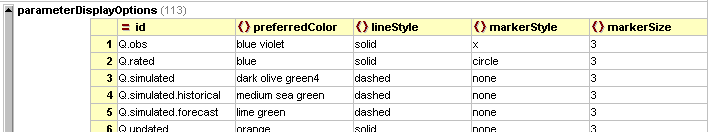 parameterDisplayOptions (113)
= id {} preferredColor {} lineStyle {} markerStyle {} markerSize
1 Q.obs blue violet solid x 3
2 Q.rated blue solid circle 3
3 Q.simulated dark olive green4 dashed none 3
4 Q.simulated.historical medium sea green dashed none 3
5 Q.simulated.forecast lime green dashed none 3
6 Q.updated orange solid none 3